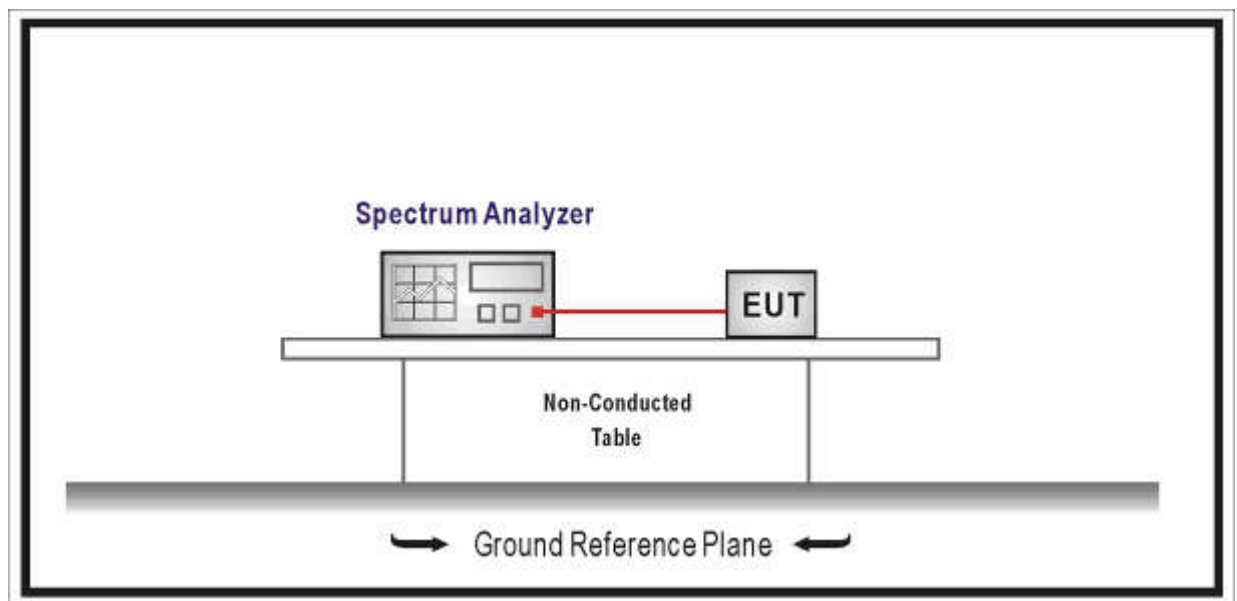 Spectrum Analyzer
EUT
Non-Conducted
Table
Ground Reference Plane